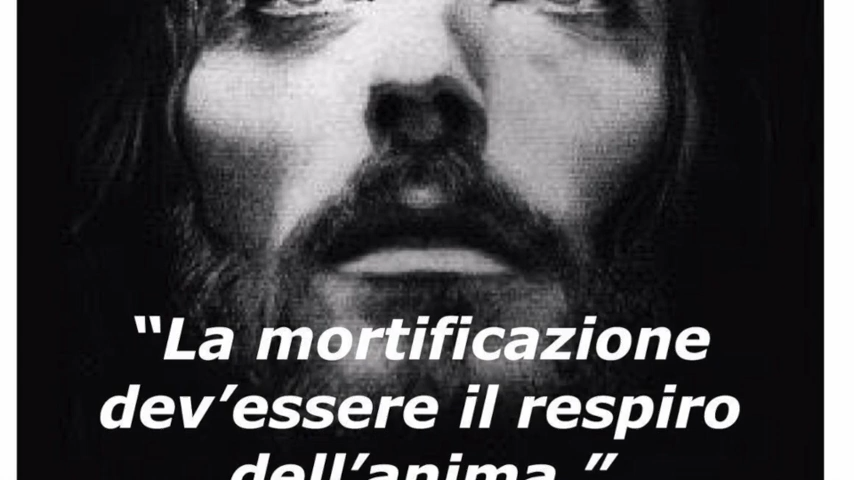 “La mortificazione
dev’essere il respiro
dell’anima.”